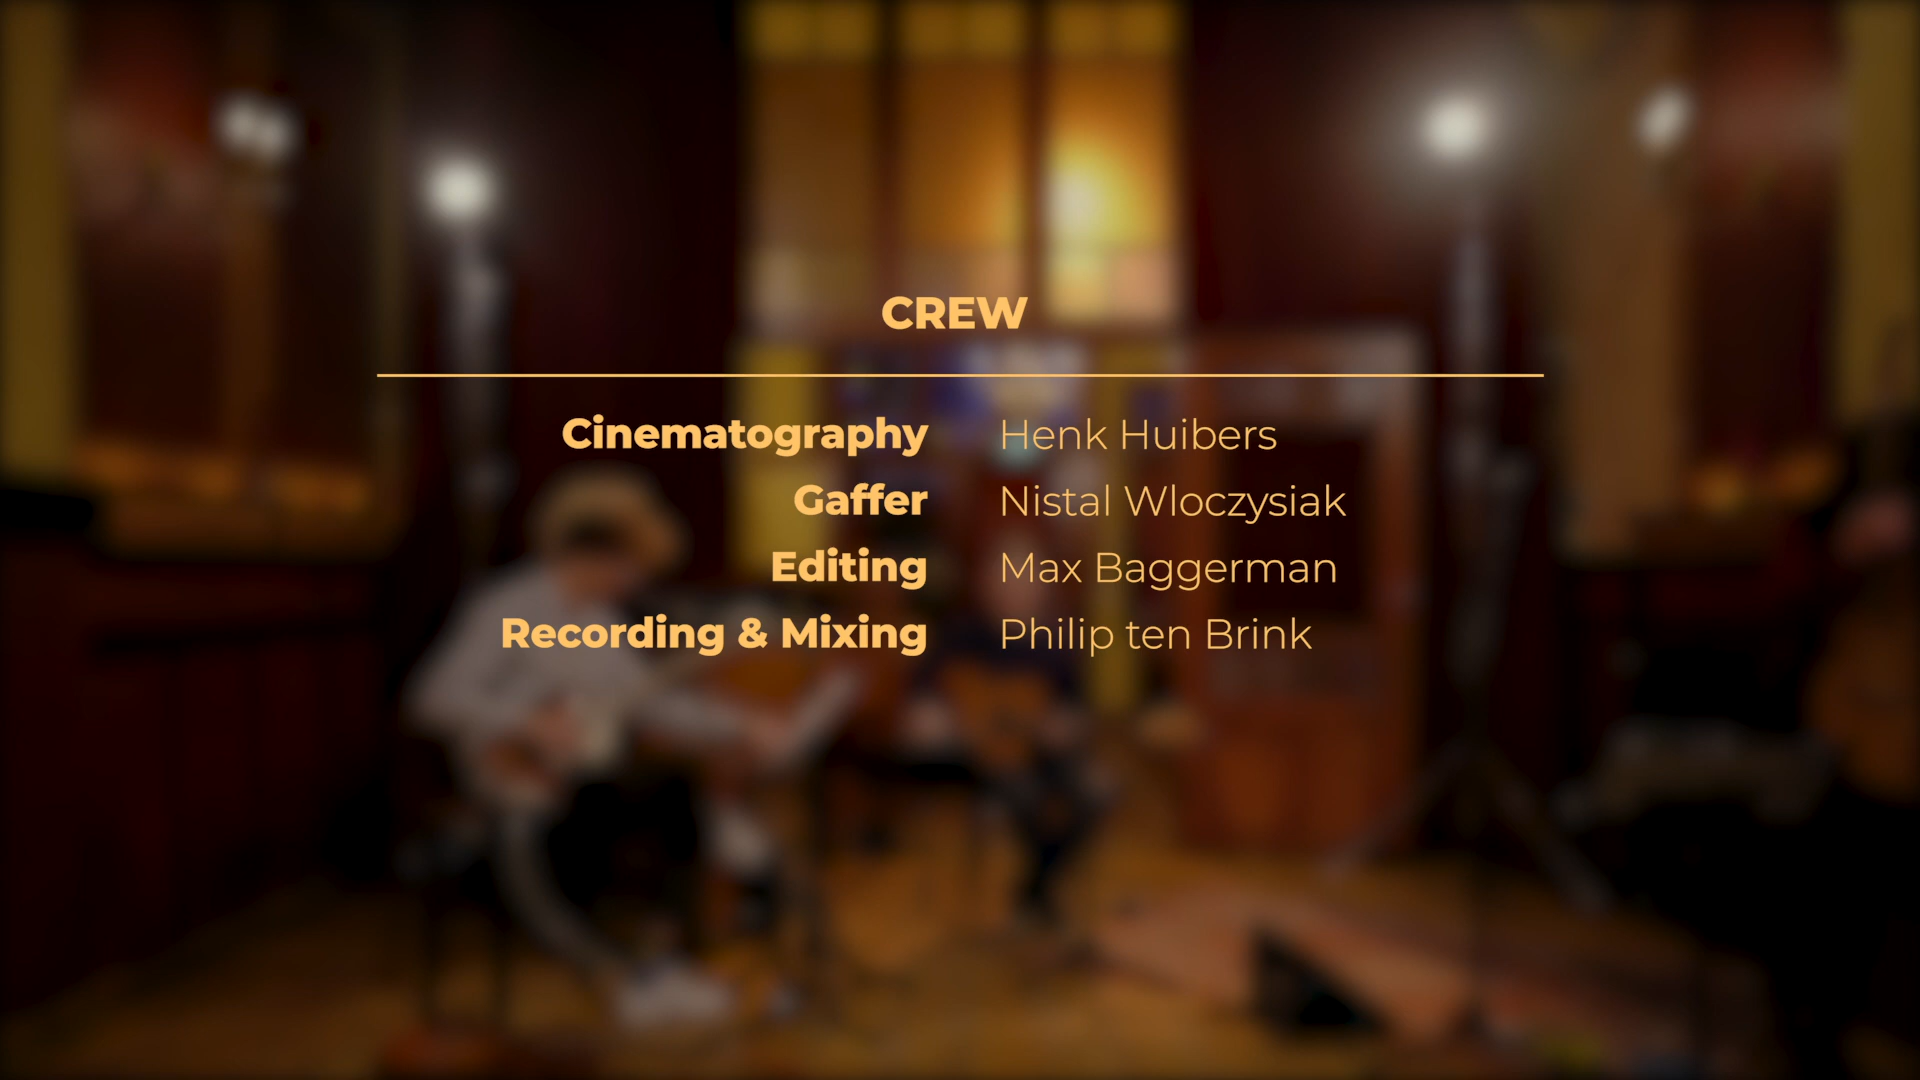 CREW
Cinematography Henk Huibers
Gaffer Nistal Wloczysiak
Editing Max Baggerman
Recording & Mixing Philip ten Brink